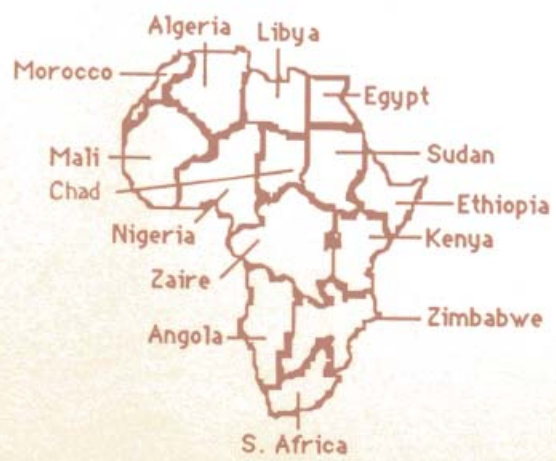 Algeria
Libya
Morocco
Egypt
Mali
Sudan
Chad
Ethiopia
Nigeria
Kenya
Zaire
Zimbabwe
Angola
S. Africa